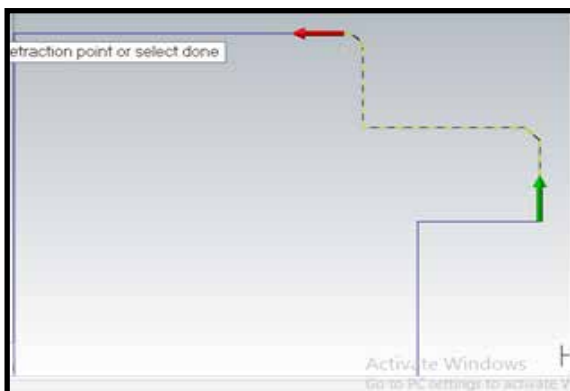 etraction point or select done
Activate Windows
Go to PC settings to activate W